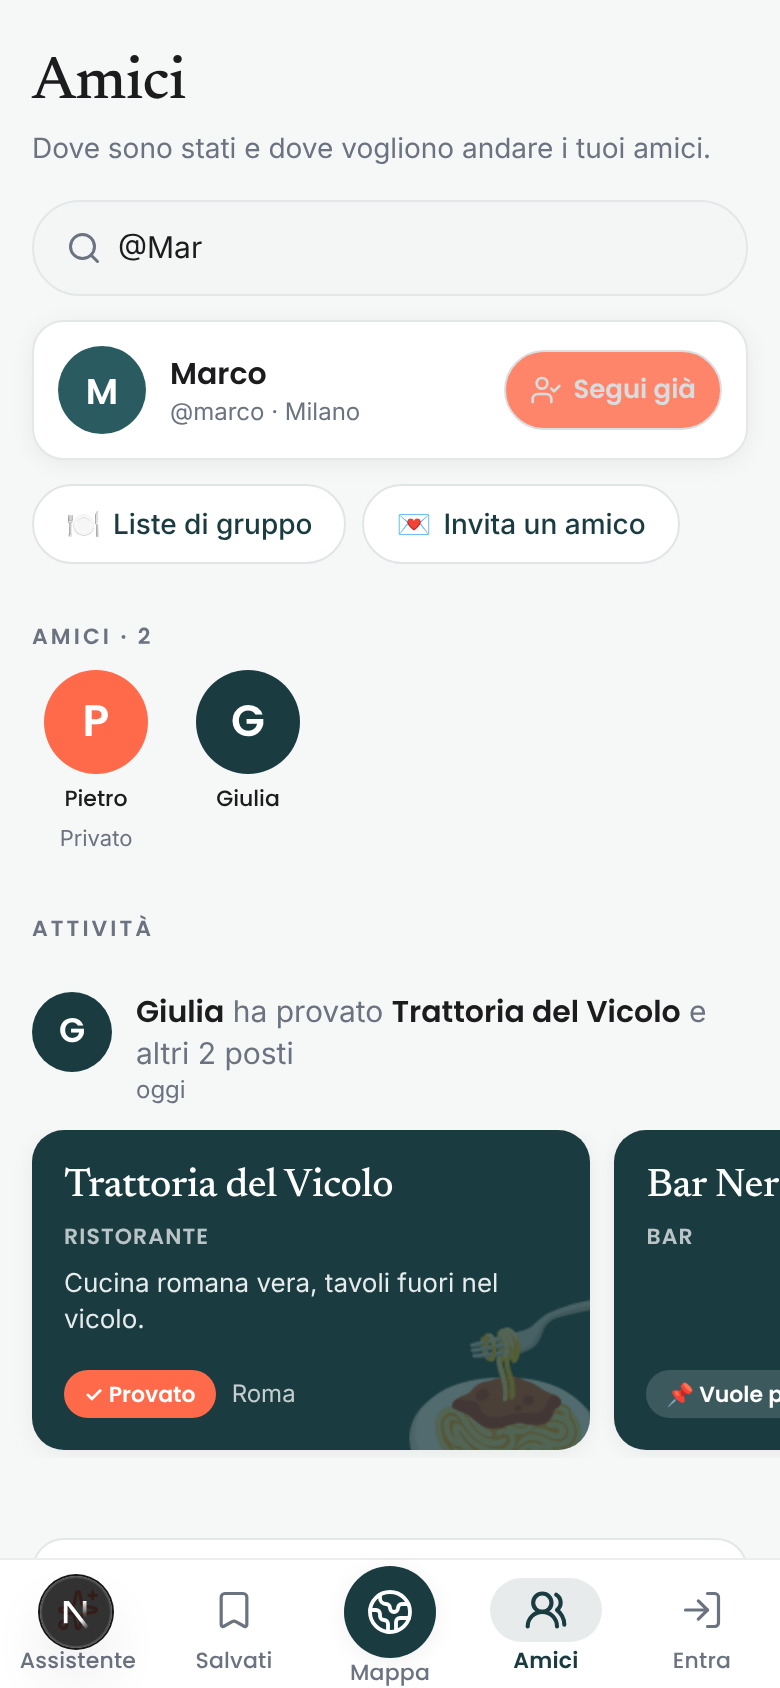 Amici
Dove sono stati e dove vogliono andare i tuoi amici.
@Mar
M
Marco
@marco · Milano
Segui già
Liste di gruppo
Invita un amico
AMICI · 2
P
G
Pietro
Giulia
Privato
ATTIVITÀ
G
Giulia ha provato Trattoria del Vicolo e
altri 2 posti
oggi
Trattoria del Vicolo
RISTORANTE
Cucina romana vera, tavoli fuori nel
vicolo.
Provato
Roma
Bar Ner
BAR
Vuole p
N
Assistente
Salvati
Mappa
Amici
Entra